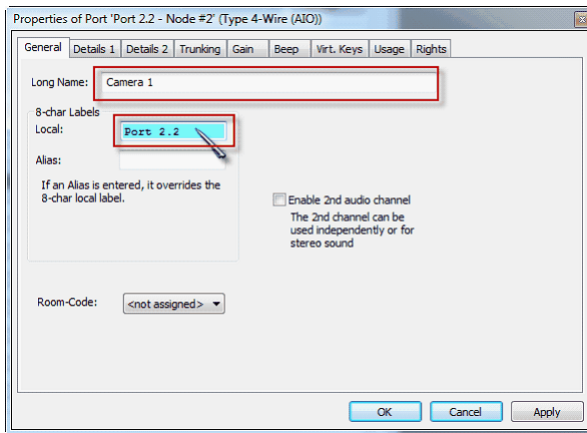 Properties of Port 'Port 2.2 - Node #2' (Type 4-Wire (AIO))
General Details 1 Details 2 Trunking Gain Beep Virt. Keys Usage Rights
Long Name: Camera 1
8-char Labels
Local: Port 2.2
Alias:
If an Alias is entered, it overrides the
8-char local label.
Enable 2nd audio channel
The 2nd channel can be
used independently or for
stereo sound
Room-Code: <not assigned>
OK Cancel Apply